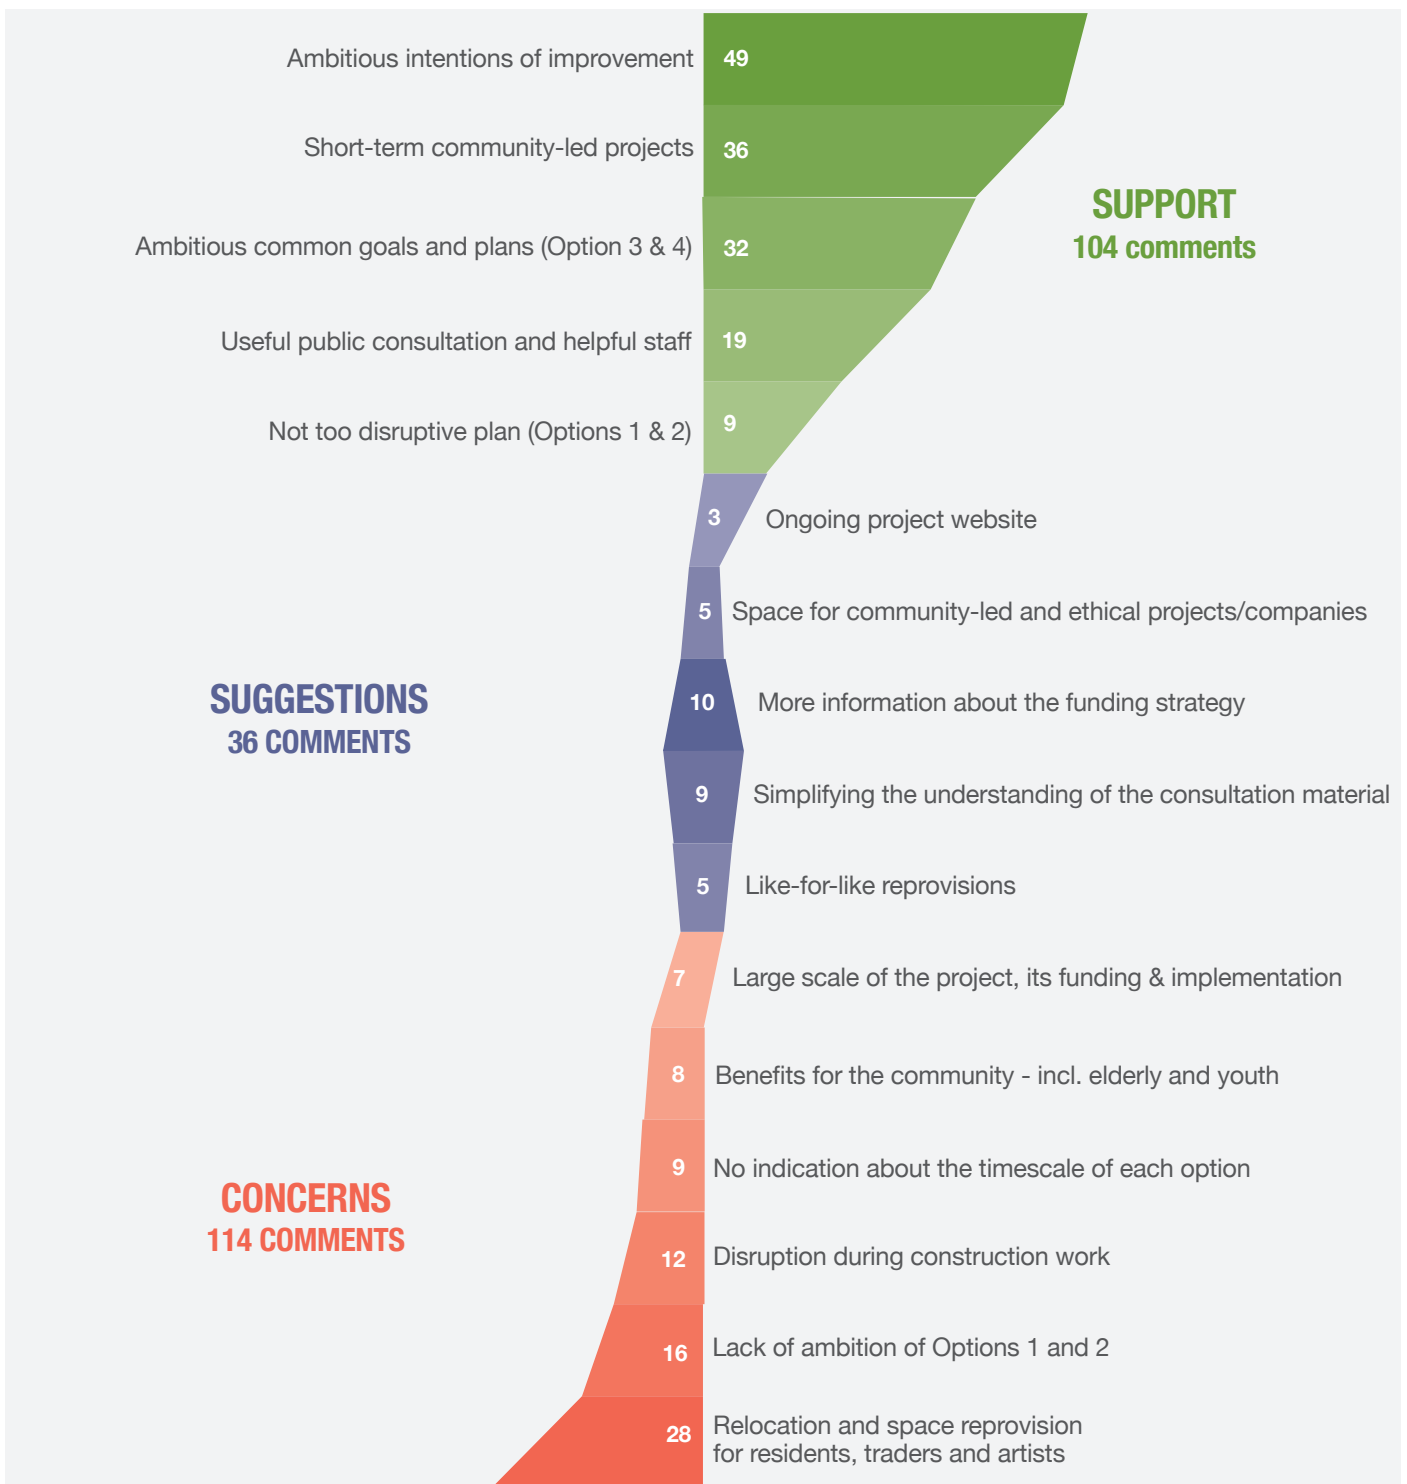 Ambitious intentions of improvement 49
Short-term community-led projects 36
SUPPORT
104 comments
Ambitious common goals and plans (Option 3 & 4) 32
Useful public consultation and helpful staff 19
Not too disruptive plan (Options 1 & 2) 9
3 Ongoing project website
5 Space for community-led and ethical projects/companies
SUGGESTIONS
36 COMMENTS
10 More information about the funding strategy
9 Simplifying the understanding of the consultation material
5 Like-for-like reprovisions
7 Large scale of the project, its funding & implementation
8 Benefits for the community - incl. elderly and youth
9 No indication about the timescale of each option
CONCERNS
114 COMMENTS
12 Disruption during construction work
16 Lack of ambition of Options 1 and 2
28 Relocation and space reprovision
for residents, traders and artists